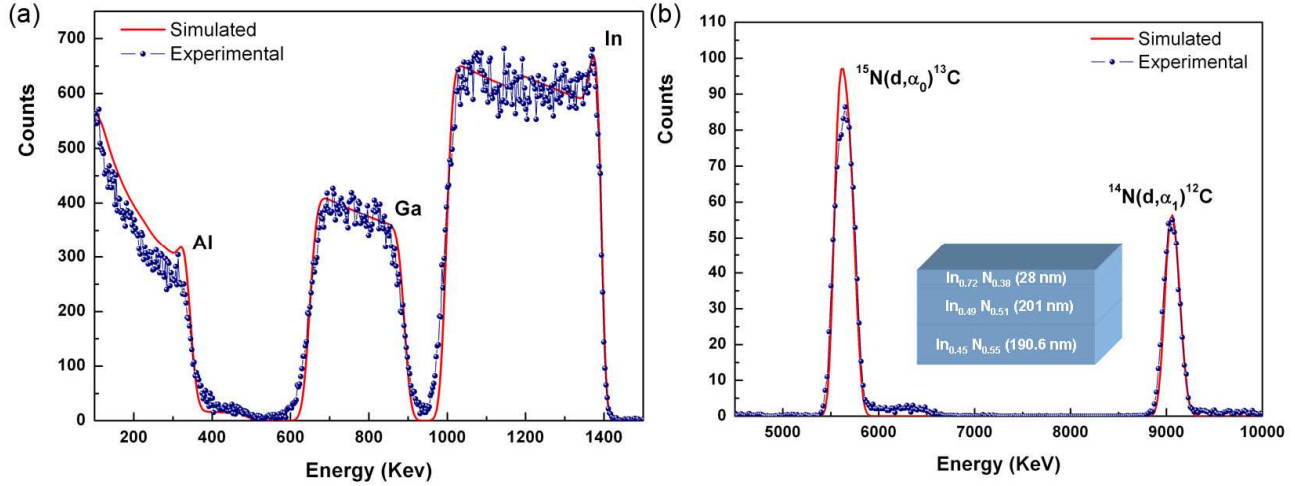 (a)
Simulated
Experimental
In
Ga
Al
700
600
500
400
300
200
100
0
Counts
200 400 600 800 1000 1200 1400
Energy (Kev)
(b)
Simulated
Experimental
¹⁵N(d,α₀)¹³C
¹⁴N(d,α₁)¹²C
In₀.₇₂ N₀.₃₈ (28 nm)
In₀.₄₉ N₀.₅₁ (201 nm)
In₀.₄₅ N₀.₅₅ (190.6 nm)
110
100
90
80
70
60
50
40
30
20
10
0
Counts
5000 6000 7000 8000 9000 10000
Energy (KeV)